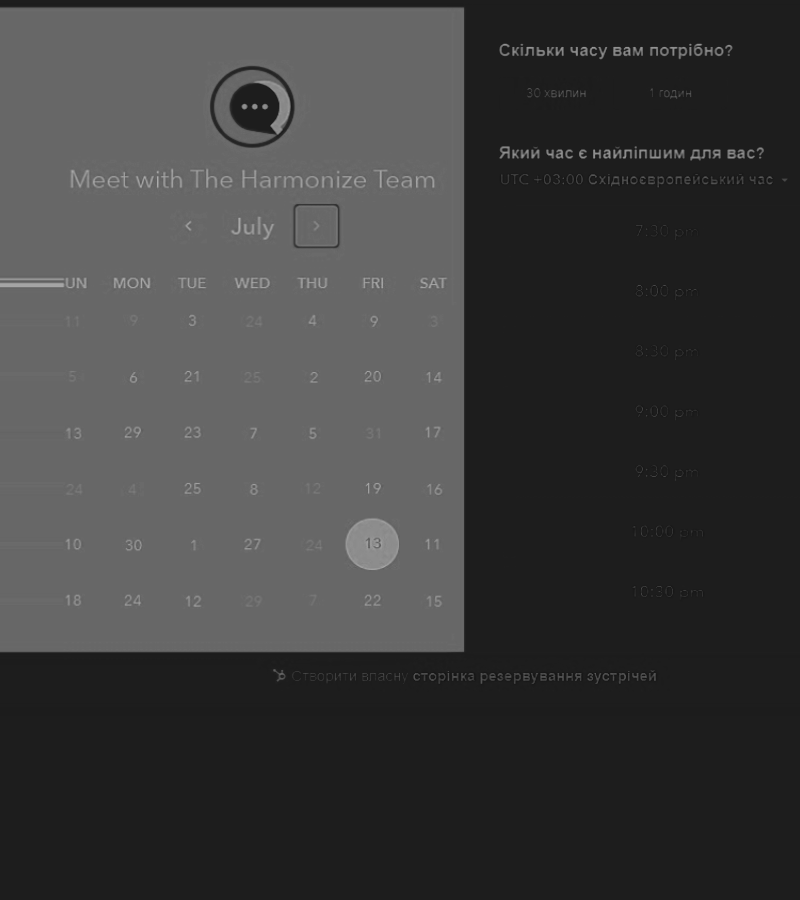 Meet with The Harmonize Team
July
UN MON TUE WED THU FRI SAT
11 9 3 24 4 9 3
5 6 21 25 2 20 14
13 29 23 7 5 31 17
24 4 25 8 12 19 16
10 30 1 27 24 13 11
18 24 12 29 7 22 15
Скільки часу вам потрібно?
30 хвилин 1 годин
Який час є найліпшим для вас?
UTC +03:00 Східноєвропейський час
7:30 pm
8:00 pm
8:30 pm
9:00 pm
9:30 pm
10:00 pm
10:30 pm
Створити власну сторінка резервування зустрічей